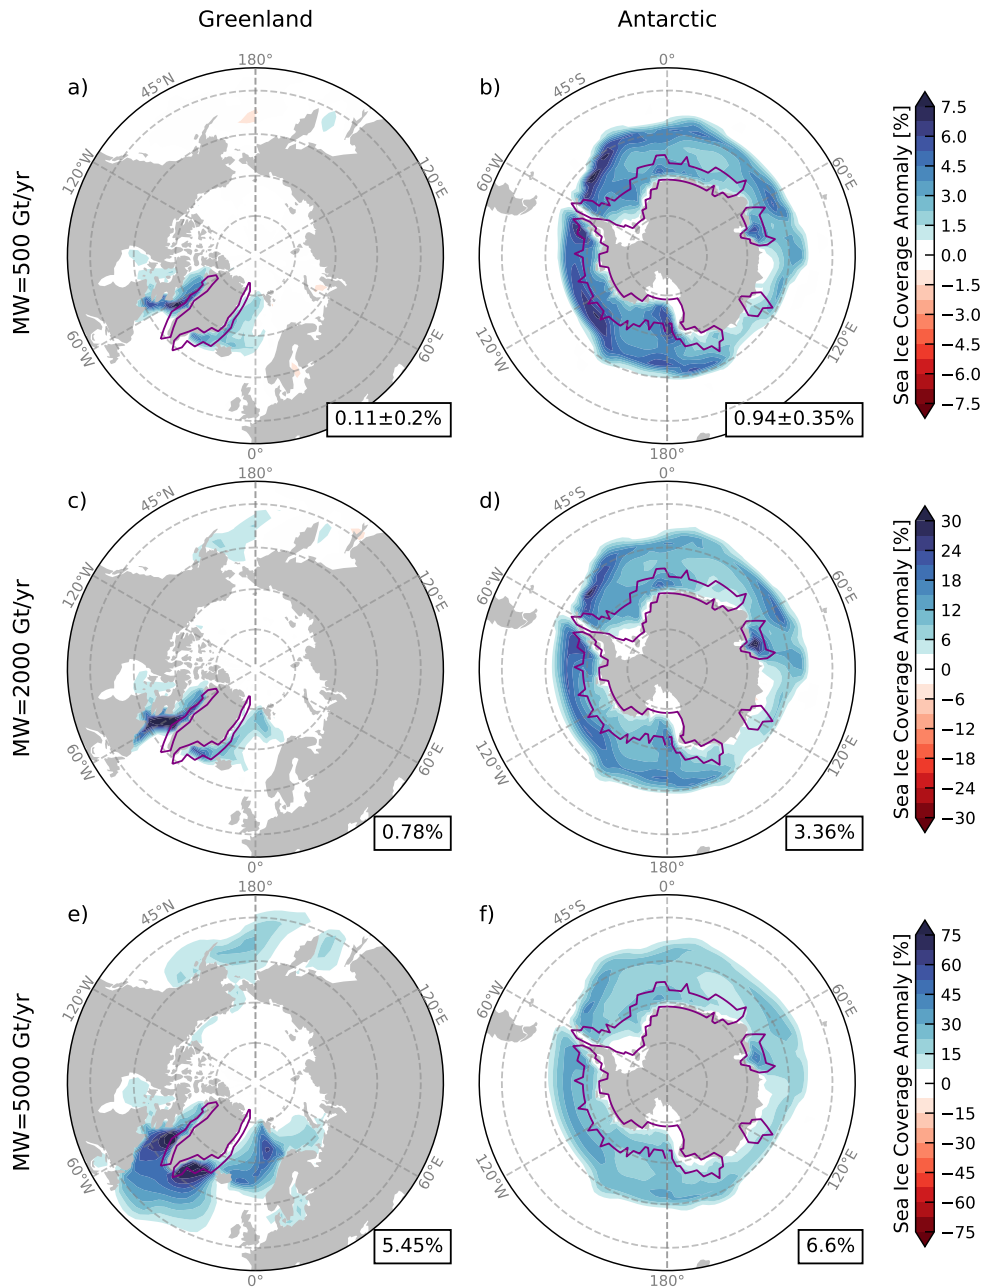 Greenland
Antarctic
MW=500 Gt/yr
a)
180°
45°N
120°W
120°E
60°W
60°E
0°
0.11±0.2%
b)
0°
45°S
60°W
60°E
120°W
120°E
180°
0.94±0.35%
Sea Ice Coverage Anomaly [%]
7.5
6.0
4.5
3.0
1.5
0.0
−1.5
−3.0
−4.5
−6.0
−7.5
MW=2000 Gt/yr
c)
180°
45°N
120°W
120°E
60°W
60°E
0°
0.78%
d)
0°
45°S
60°W
60°E
120°W
120°E
180°
3.36%
Sea Ice Coverage Anomaly [%]
30
24
18
12
6
0
−6
−12
−18
−24
−30
MW=5000 Gt/yr
e)
180°
45°N
120°W
120°E
60°W
60°E
0°
5.45%
f)
0°
45°S
60°W
60°E
120°W
120°E
180°
6.6%
Sea Ice Coverage Anomaly [%]
75
60
45
30
15
0
−15
−30
−45
−60
−75